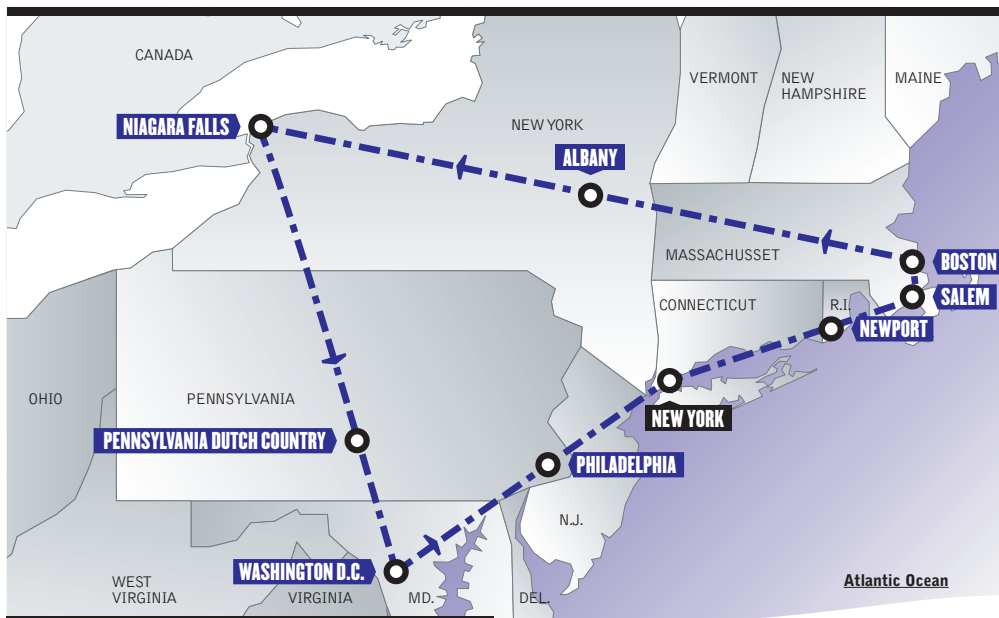 CANADA
VERMONT
NEW
HAMPSHIRE
MAINE
NIAGARA FALLS
NEW YORK
ALBANY
MASSACHUSSET
BOSTON
SALEM
CONNECTICUT
R.I.
NEWPORT
OHIO
PENNSYLVANIA
NEW YORK
PENNSYLVANIA DUTCH COUNTRY
PHILADELPHIA
N.J.
WASHINGTON D.C.
WEST
VIRGINIA
VIRGINIA
MD.
DEL.
Atlantic Ocean